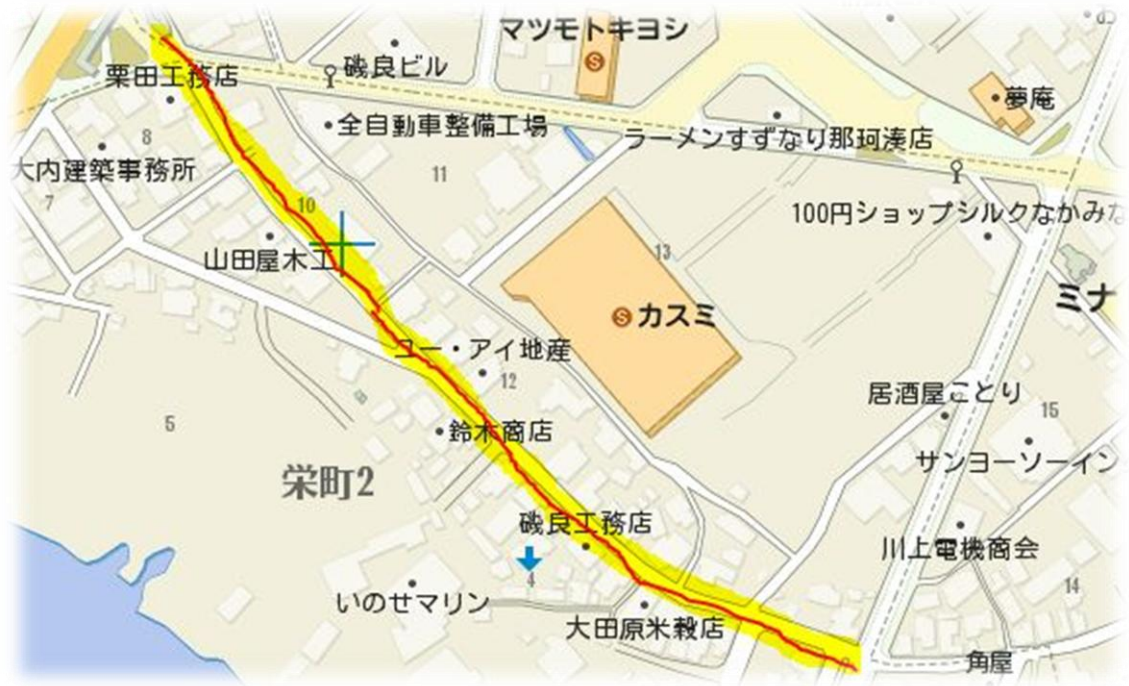 マツモトキヨシ
S
磯良ビル
栗田工務店
夢庵
全自動車整備工場
ラーメンすずなり那珂湊店
8
大内建築事務所
11
7
10
100円ショップシルクなかみな
山田屋木工
13
ミナ
S カスミ
ユー・アイ地産
12
居酒屋ことり
15
5
鈴木商店
サンヨーソーイン
栄町2
磯良工務店
川上電機商会
4
14
いのせマリン
大田原米穀店
角屋